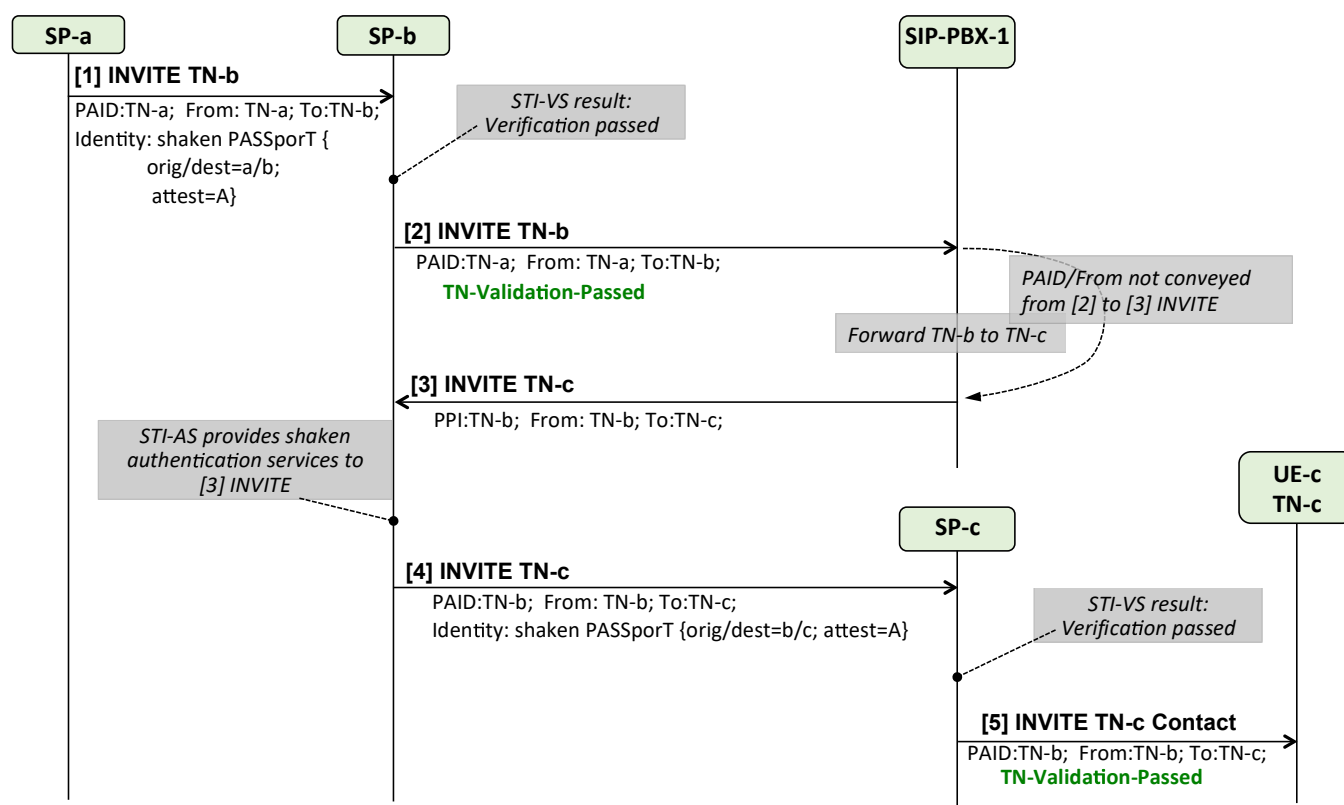 SP-a
SP-b
SIP-PBX-1
[1] INVITE TN-b
PAID:TN-a;  From: TN-a; To:TN-b;
Identity: shaken PASSporT {
orig/dest=a/b;
attest=A}
STI-VS result:
Verification passed
[2] INVITE TN-b
PAID:TN-a;  From: TN-a; To:TN-b;
TN-Validation-Passed
PAID/From not conveyed
from [2] to [3] INVITE
Forward TN-b to TN-c
[3] INVITE TN-c
PPI:TN-b;  From: TN-b; To:TN-c;
STI-AS provides shaken
authentication services to
[3] INVITE
UE-c
TN-c
SP-c
[4] INVITE TN-c
PAID:TN-b;  From: TN-b; To:TN-c;
Identity: shaken PASSporT {orig/dest=b/c; attest=A}
STI-VS result:
Verification passed
[5] INVITE TN-c Contact
PAID:TN-b;  From:TN-b; To:TN-c;
TN-Validation-Passed